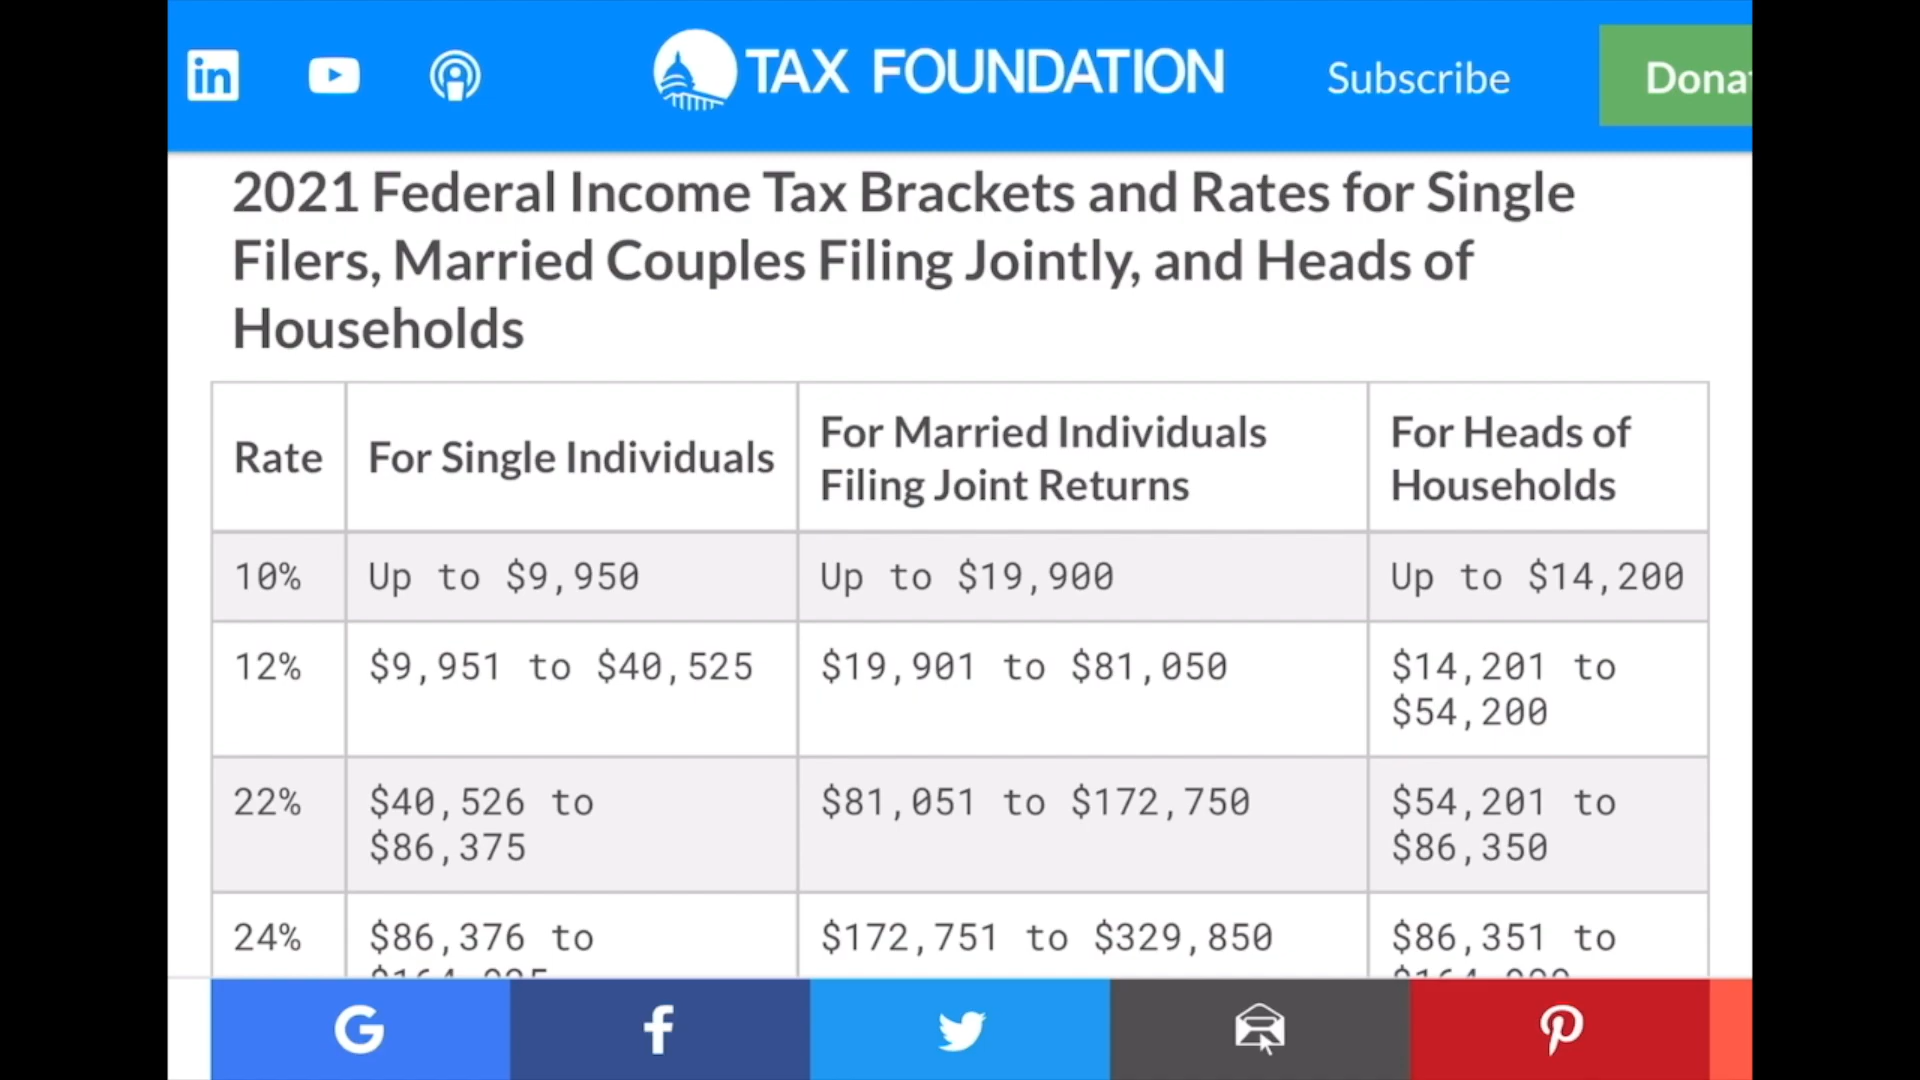 in
TAX FOUNDATION
Subscribe
2021 Federal Income Tax Brackets and Rates for Single
Filers, Married Couples Filing Jointly, and Heads of
Households
Rate
For Single Individuals
For Married Individuals
Filing Joint Returns
For Heads of
Households
10%
Up to $9,950
Up to $19,900
Up to $14,200
12%
$9,951 to $40,525
$19,901 to $81,050
$14,201 to
$54,200
22%
$40,526 to
$86,375
$81,051 to $172,750
$54,201 to
$86,350
24%
$86,376 to
$172,751 to $329,850
$86,351 to
G
f